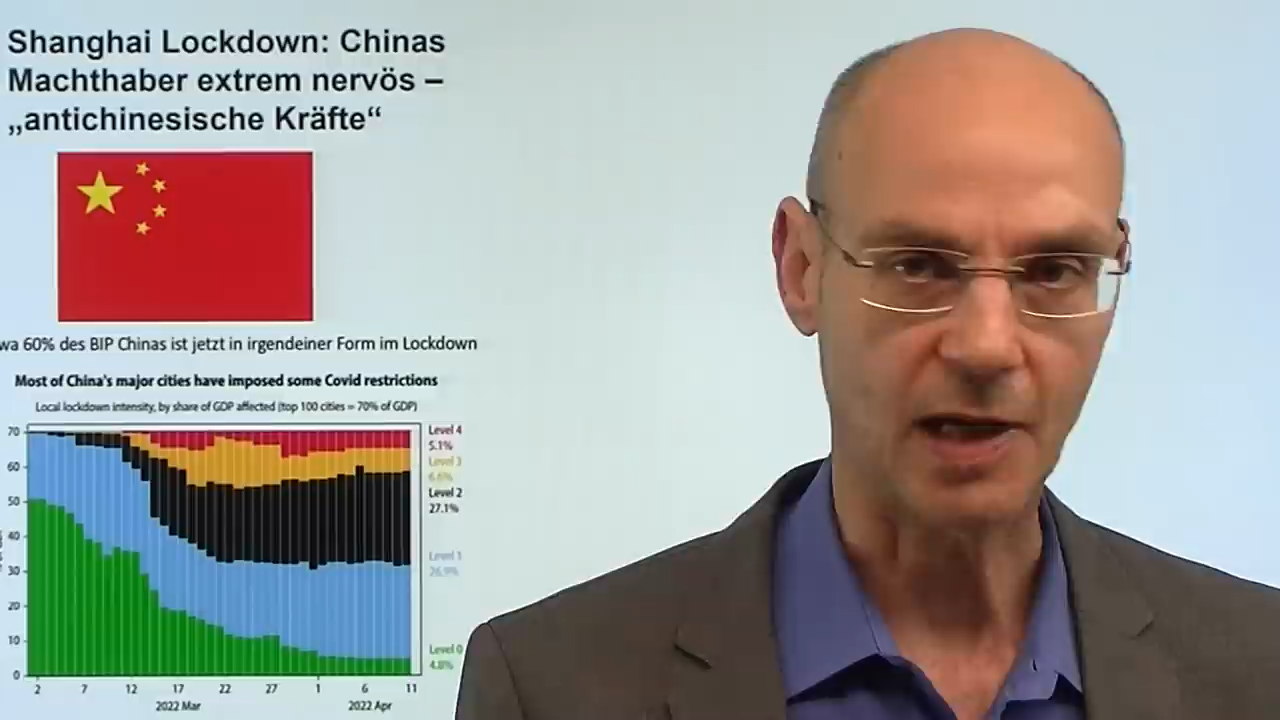 Shanghai Lockdown: Chinas
Machthaber extrem nervös –
„antichinesische Kräfte“
wa 60% des BIP Chinas ist jetzt in irgendeiner Form im Lockdown
Most of China's major cities have imposed some Covid restrictions
Local lockdown intensity, by share of GDP affected (top 100 cities = 70% of GDP)
70
60
50
40
30
20
10
0
Level 4
5.1%
Level 3
6.6%
Level 2
27.1%
Level 1
26.9%
Level 0
4.8%
2 7 12 17 22 27 1 6 11
2022 Mar 2022 Apr